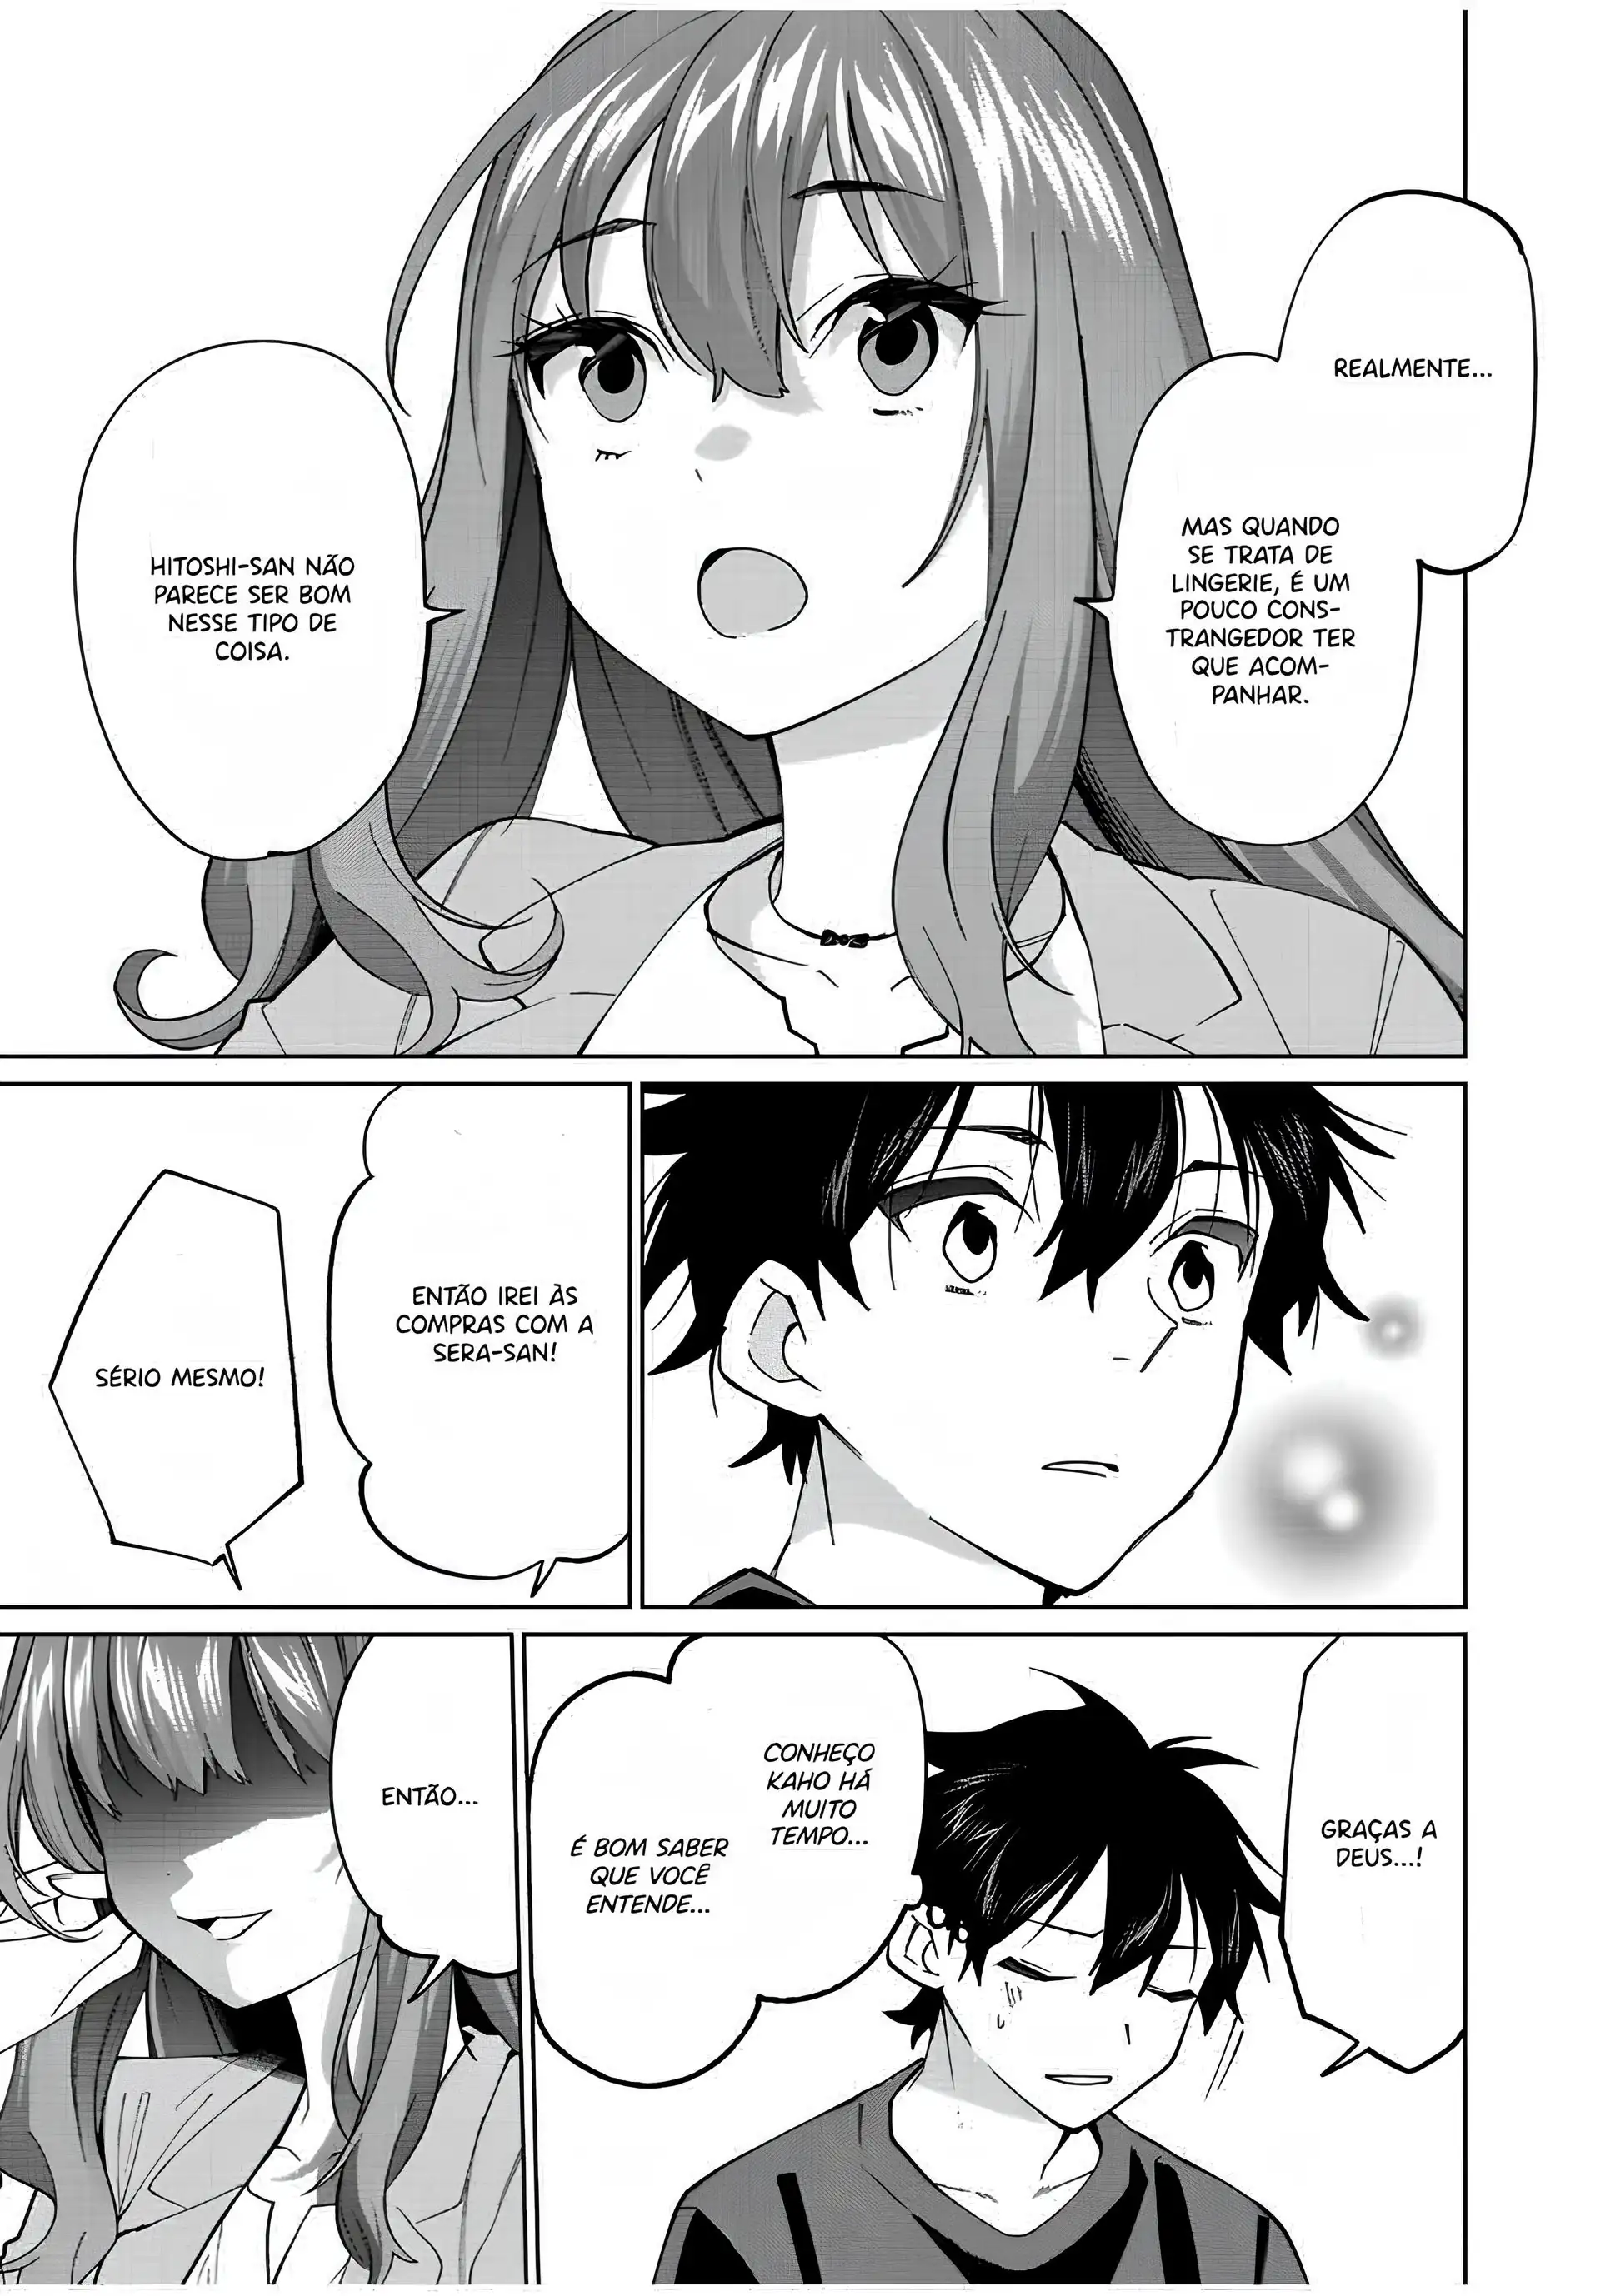 REALMENTE...
MAS QUANDO
SE TRATA DE
LINGERIE, É UM
POUCO CONS-
TRANGEDOR TER
QUE ACOM-
PANHAR.
HITOSHI-SAN NÃO
PARECE SER BOM
NESSE TIPO DE
COISA.
ENTÃO IREI ÀS
COMPRAS COM A
SERA-SAN!
SÉRIO MESMO!
GRAÇAS A
DEUS...!
CONHEÇO
KAHO HÁ
MUITO
TEMPO...
É BOM SABER
QUE VOCÊ
ENTENDE...
ENTÃO...